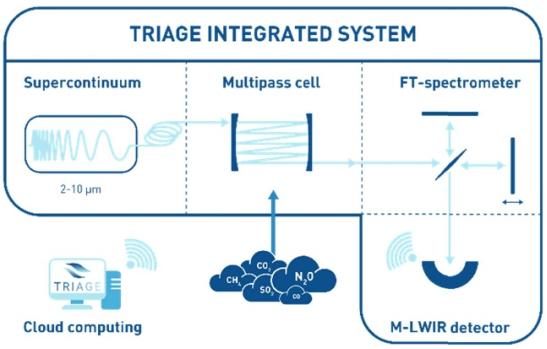 TRIAGE INTEGRATED SYSTEM
Supercontinuum
Multipass cell
FT-spectrometer
2-10 µm
CO₂
CH₄
N₂O
SO₂
CO
TRIAGE
Cloud computing
M-LWIR detector